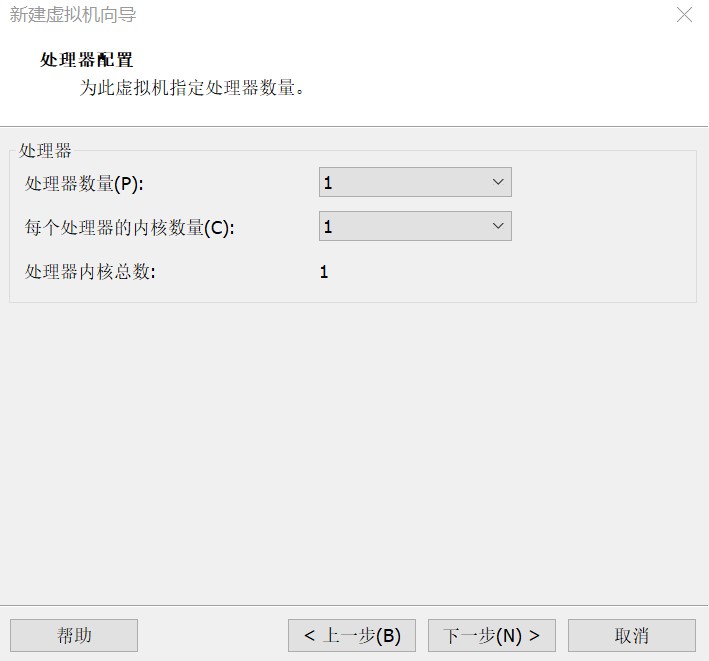 新建虚拟机向导
处理器配置
为此虚拟机指定处理器数量。
处理器
处理器数量(P): 1
每个处理器的内核数量(C): 1
处理器内核总数: 1
帮助 < 上一步(B) 下一步(N) > 取消